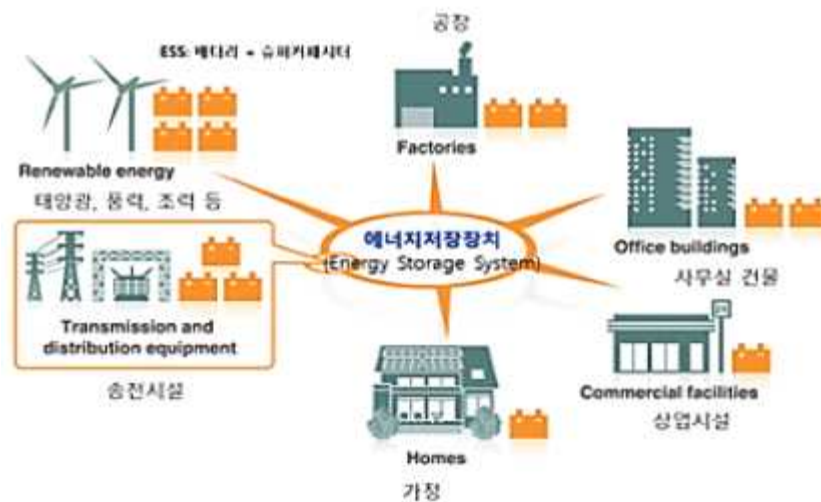 공장
ESS: 배터리 + 슈퍼커패시터
Factories
Renewable energy
태양광, 풍력, 조력 등
에너지저장장치
(Energy Storage System)
Office buildings
사무실 건물
Transmission and
distribution equipment
송전시설
Commercial facilities
상업시설
Homes
가정